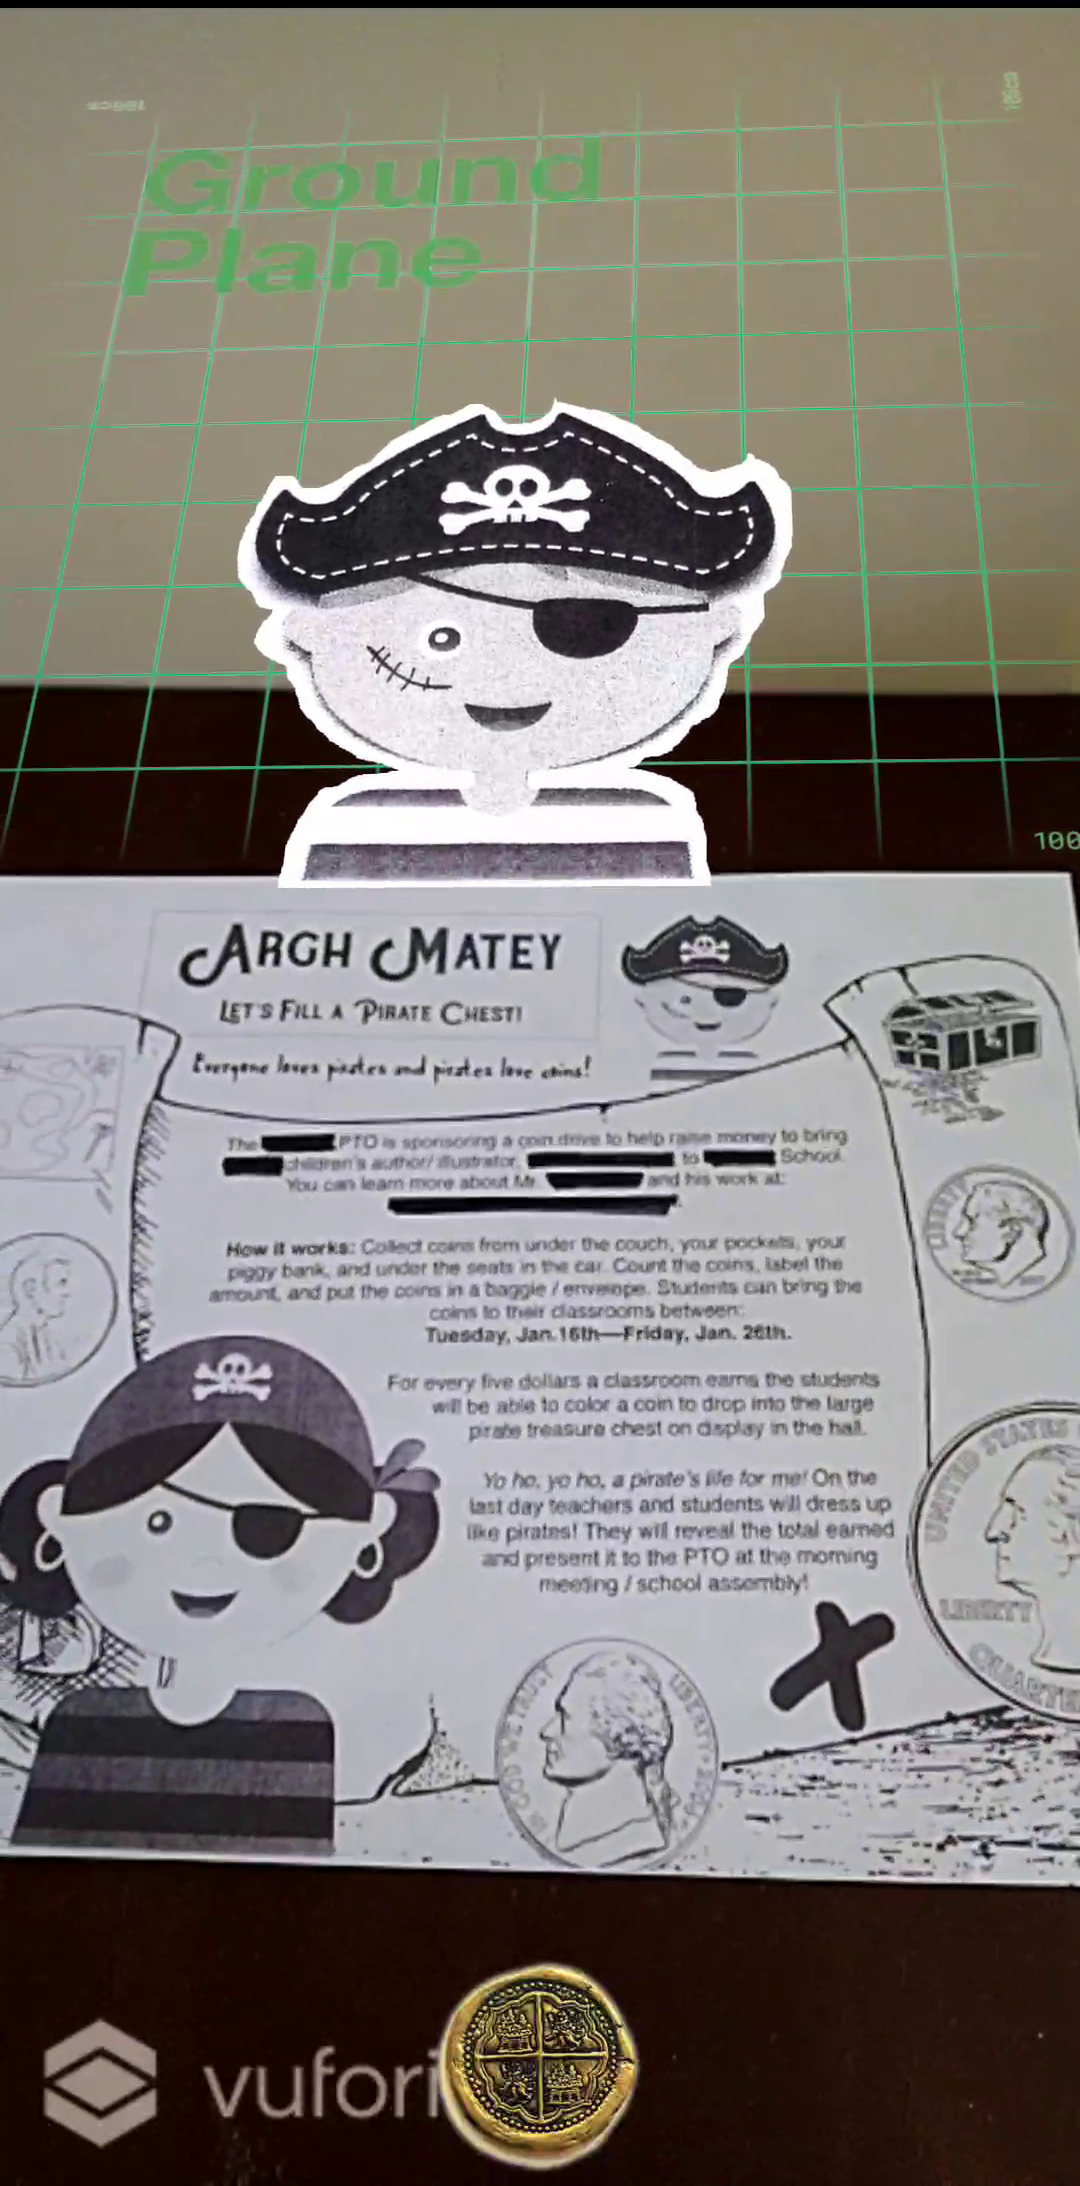 100CM
100CM
Ground
Plane
100
ARGH MATEY
LET'S FILL A PIRATE CHEST!
Everyone loves pirates and pirates love coins!
The PTO is sponsoring a coin drive to help raise money to bring
children's author/ illustrator, to School.
You can learn more about Mr. and his work at:
How it works: Collect coins from under the couch, your pockets, your
piggy bank, and under the seats in the car. Count the coins, label the
amount, and put the coins in a baggie / envelope. Students can bring the
coins to their classrooms between:
Tuesday, Jan.16th—Friday, Jan. 26th.
For every five dollars a classroom earns the students
will be able to color a coin to drop into the large
pirate treasure chest on display in the hall.
Yo ho, yo ho, a pirate's life for me! On the
last day teachers and students will dress up
like pirates! They will reveal the total earned
and present it to the PTO at the morning
meeting / school assembly!
LIBERTY
UNITED STATES
LIBERTY
QUARTE
IN GOD WE TRUST
LIBERTY
vufori